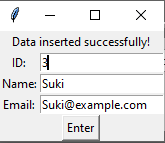 Data inserted successfully!
ID: 3
Name: Suki
Email: Suki@example.com
Enter